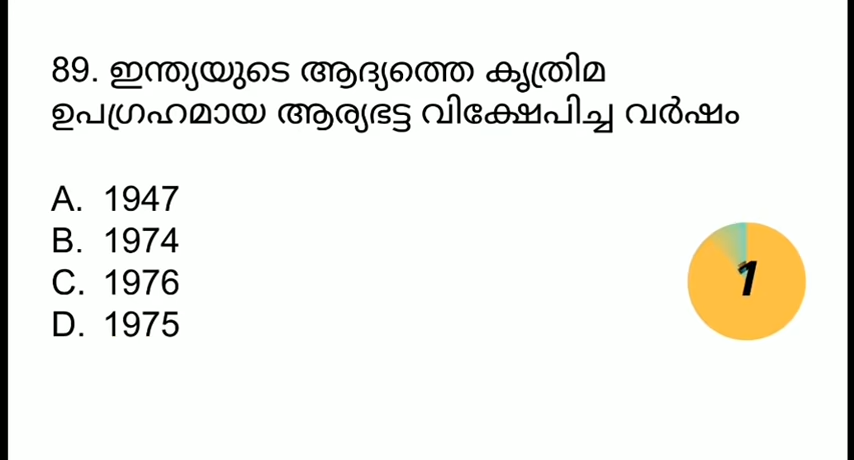 89. ഇന്ത്യയുടെ ആദ്യത്തെ കൃത്രിമ
ഉപഗ്രഹമായ ആര്യഭട്ട വിക്ഷേപിച്ച വർഷം
A. 1947
B. 1974
C. 1976
D. 1975
1